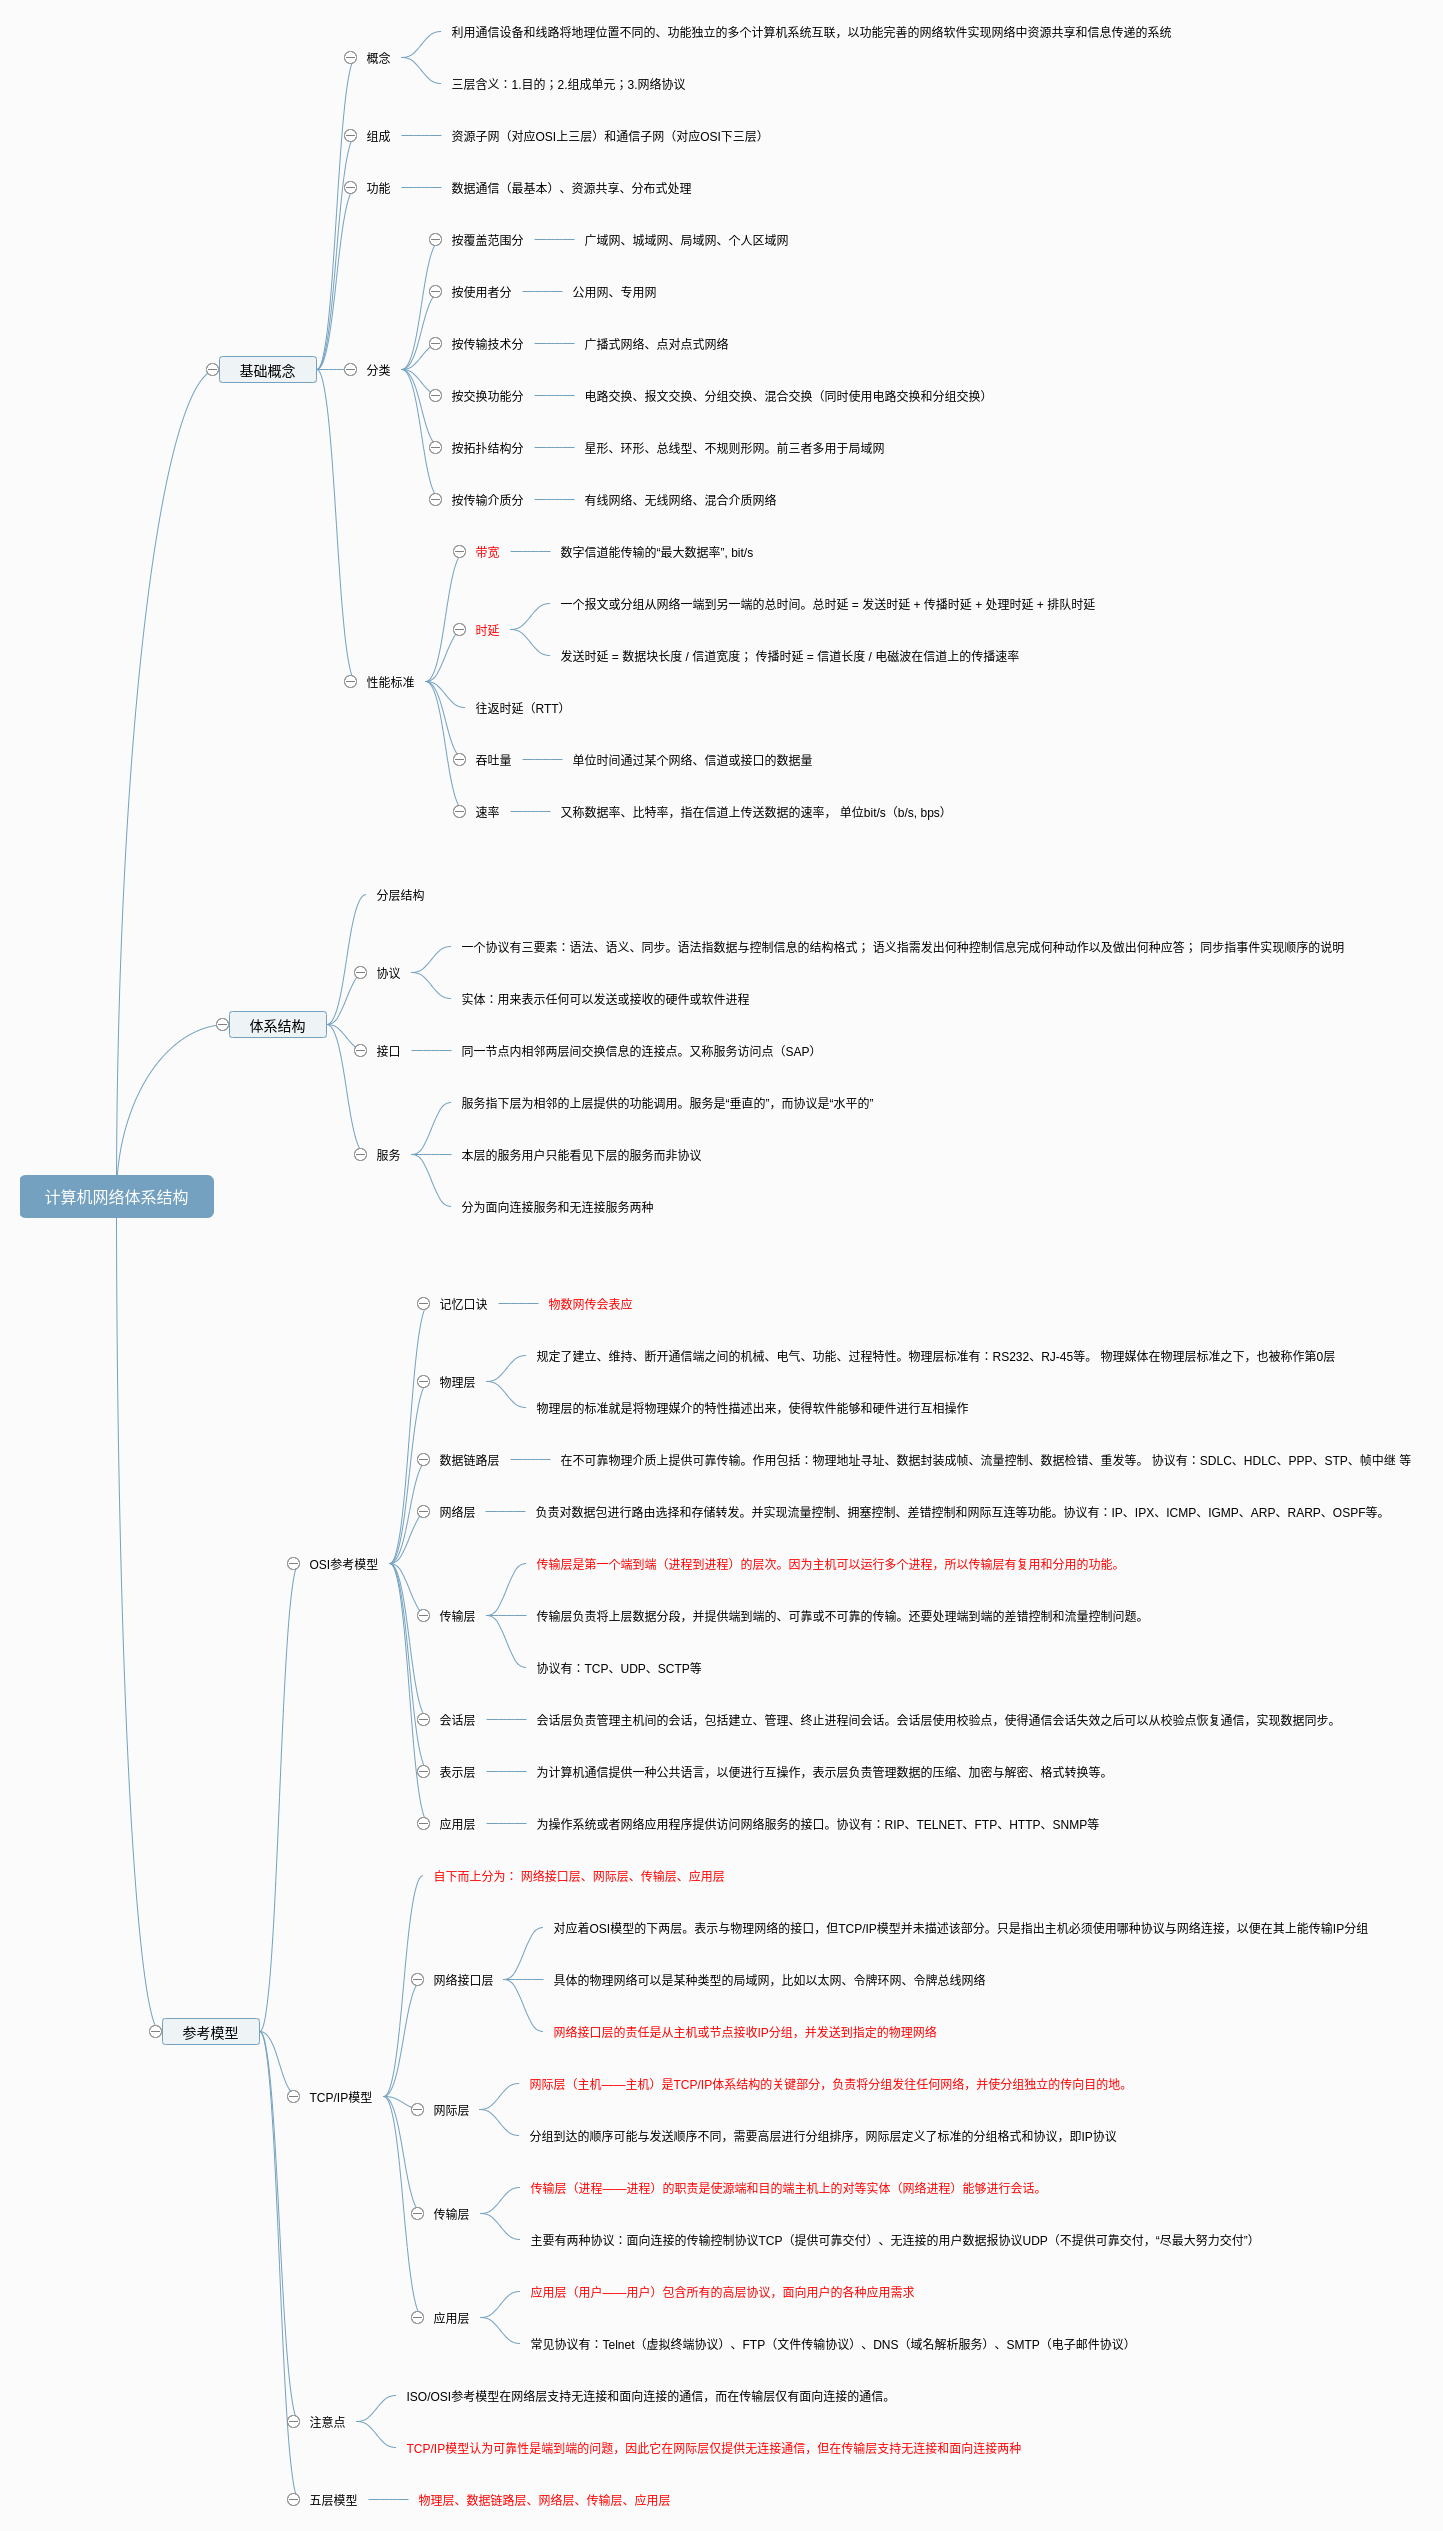 利用通信设备和线路将地理位置不同的、功能独立的多个计算机系统互联，以功能完善的网络软件实现网络中资源共享和信息传递的系统
概念
三层含义：1.目的；2.组成单元；3.网络协议
组成
资源子网（对应OSI上三层）和通信子网（对应OSI下三层）
功能
数据通信（最基本）、资源共享、分布式处理
按覆盖范围分
广域网、城域网、局域网、个人区域网
按使用者分
公用网、专用网
按传输技术分
广播式网络、点对点式网络
基础概念
分类
按交换功能分
电路交换、报文交换、分组交换、混合交换（同时使用电路交换和分组交换）
按拓扑结构分
星形、环形、总线型、不规则形网。前三者多用于局域网
按传输介质分
有线网络、无线网络、混合介质网络
带宽
数字信道能传输的“最大数据率”, bit/s
一个报文或分组从网络一端到另一端的总时间。总时延 = 发送时延 + 传播时延 + 处理时延 + 排队时延
时延
发送时延 = 数据块长度 / 信道宽度； 传播时延 = 信道长度 / 电磁波在信道上的传播速率
性能标准
往返时延（RTT）
吞吐量
单位时间通过某个网络、信道或接口的数据量
速率
又称数据率、比特率，指在信道上传送数据的速率， 单位bit/s（b/s, bps）
分层结构
一个协议有三要素：语法、语义、同步。语法指数据与控制信息的结构格式； 语义指需发出何种控制信息完成何种动作以及做出何种应答； 同步指事件实现顺序的说明
协议
实体：用来表示任何可以发送或接收的硬件或软件进程
体系结构
接口
同一节点内相邻两层间交换信息的连接点。又称服务访问点（SAP）
服务指下层为相邻的上层提供的功能调用。服务是“垂直的”，而协议是“水平的”
服务
本层的服务用户只能看见下层的服务而非协议
分为面向连接服务和无连接服务两种
计算机网络体系结构
记忆口诀
物数网传会表应
规定了建立、维持、断开通信端之间的机械、电气、功能、过程特性。物理层标准有：RS232、RJ-45等。 物理媒体在物理层标准之下，也被称作第0层
物理层
物理层的标准就是将物理媒介的特性描述出来，使得软件能够和硬件进行互相操作
数据链路层
在不可靠物理介质上提供可靠传输。作用包括：物理地址寻址、数据封装成帧、流量控制、数据检错、重发等。 协议有：SDLC、HDLC、PPP、STP、帧中继 等
网络层
负责对数据包进行路由选择和存储转发。并实现流量控制、拥塞控制、差错控制和网际互连等功能。协议有：IP、IPX、ICMP、IGMP、ARP、RARP、OSPF等。
OSI参考模型
传输层是第一个端到端（进程到进程）的层次。因为主机可以运行多个进程，所以传输层有复用和分用的功能。
传输层
传输层负责将上层数据分段，并提供端到端的、可靠或不可靠的传输。还要处理端到端的差错控制和流量控制问题。
协议有：TCP、UDP、SCTP等
会话层
会话层负责管理主机间的会话，包括建立、管理、终止进程间会话。会话层使用校验点，使得通信会话失效之后可以从校验点恢复通信，实现数据同步。
表示层
为计算机通信提供一种公共语言，以便进行互操作，表示层负责管理数据的压缩、加密与解密、格式转换等。
应用层
为操作系统或者网络应用程序提供访问网络服务的接口。协议有：RIP、TELNET、FTP、HTTP、SNMP等
自下而上分为： 网络接口层、网际层、传输层、应用层
对应着OSI模型的下两层。表示与物理网络的接口，但TCP/IP模型并未描述该部分。只是指出主机必须使用哪种协议与网络连接，以便在其上能传输IP分组
网络接口层
具体的物理网络可以是某种类型的局域网，比如以太网、令牌环网、令牌总线网络
网络接口层的责任是从主机或节点接收IP分组，并发送到指定的物理网络
参考模型
TCP/IP模型
网际层（主机——主机）是TCP/IP体系结构的关键部分，负责将分组发往任何网络，并使分组独立的传向目的地。
网际层
分组到达的顺序可能与发送顺序不同，需要高层进行分组排序，网际层定义了标准的分组格式和协议，即IP协议
传输层（进程——进程）的职责是使源端和目的端主机上的对等实体（网络进程）能够进行会话。
传输层
主要有两种协议：面向连接的传输控制协议TCP（提供可靠交付）、无连接的用户数据报协议UDP（不提供可靠交付，“尽最大努力交付”）
应用层（用户——用户）包含所有的高层协议，面向用户的各种应用需求
应用层
常见协议有：Telnet（虚拟终端协议）、FTP（文件传输协议）、DNS（域名解析服务）、SMTP（电子邮件协议）
ISO/OSI参考模型在网络层支持无连接和面向连接的通信，而在传输层仅有面向连接的通信。
注意点
TCP/IP模型认为可靠性是端到端的问题，因此它在网际层仅提供无连接通信，但在传输层支持无连接和面向连接两种
五层模型
物理层、数据链路层、网络层、传输层、应用层